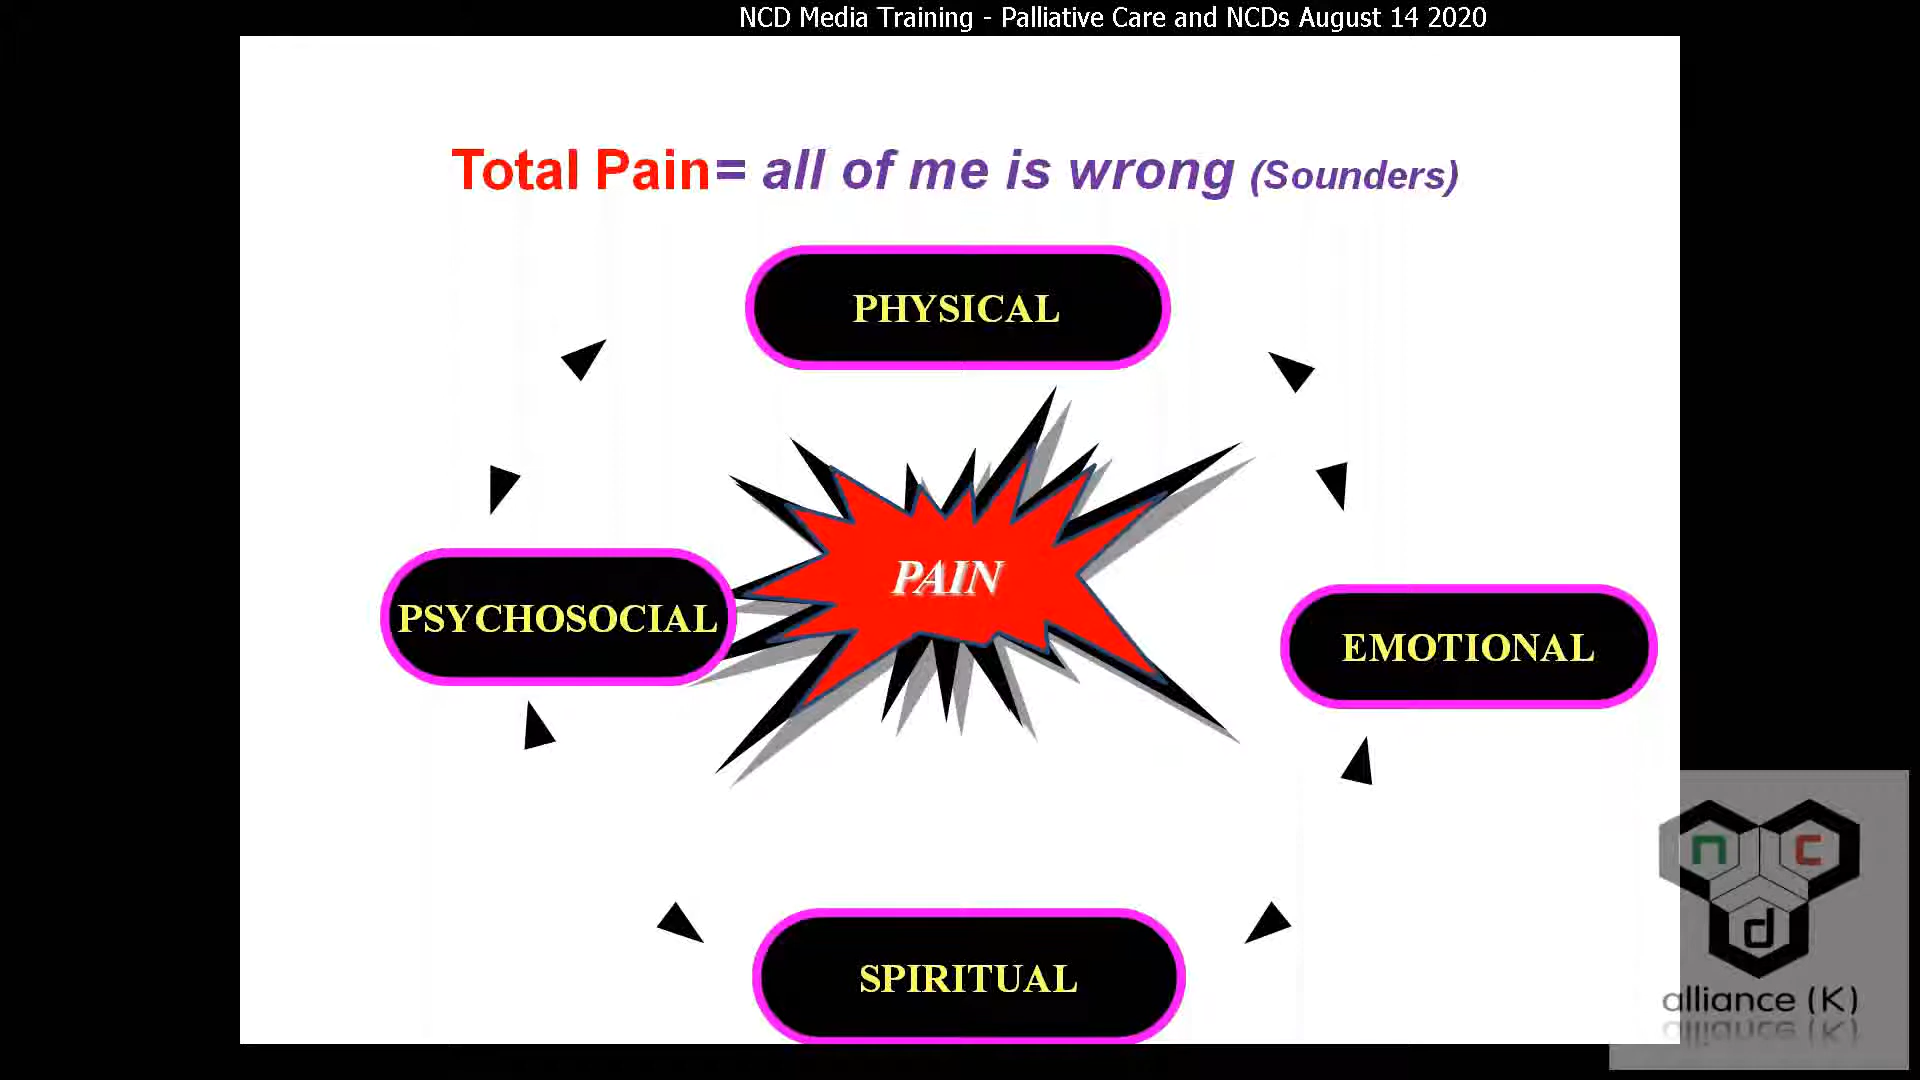 NCD Media Training - Palliative Care and NCDs August 14 2020
Total Pain= all of me is wrong (Sounders)
PHYSICAL
PAIN
PSYCHOSOCIAL
EMOTIONAL
SPIRITUAL
n c
d
alliance (K)